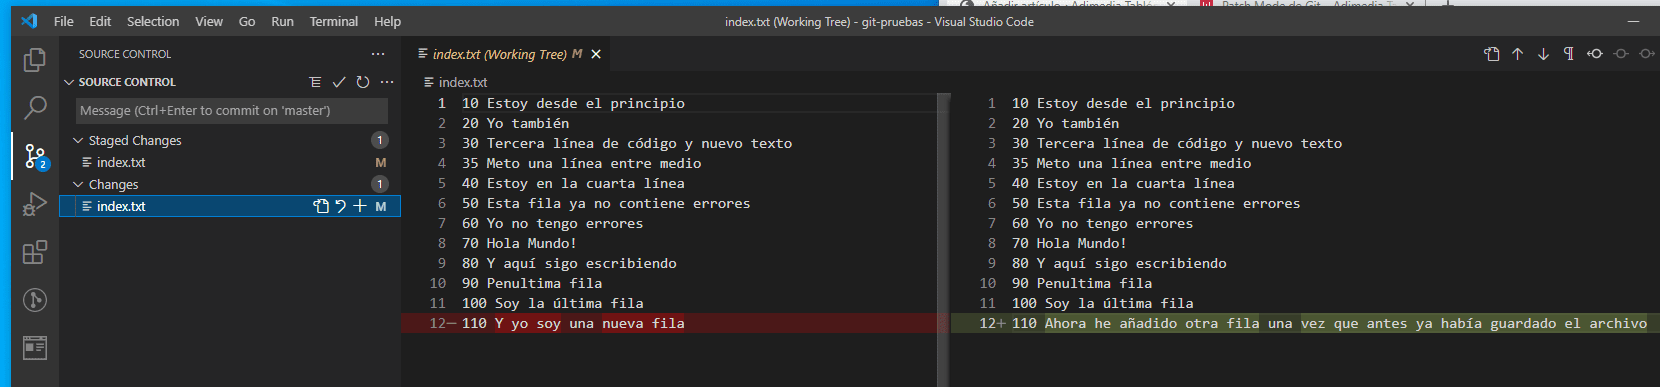 Añadir artículo · Adimedia Tablóx
Patch Mode de Git – Adimedia T
File Edit Selection View Go Run Terminal Help
index.txt (Working Tree) - git-pruebas - Visual Studio Code
SOURCE CONTROL
SOURCE CONTROL
Message (Ctrl+Enter to commit on 'master')
Staged Changes 1
index.txt M
Changes 1
index.txt M
2
index.txt (Working Tree) M
index.txt
1 10 Estoy desde el principio
2 20 Yo también
3 30 Tercera línea de código y nuevo texto
4 35 Meto una línea entre medio
5 40 Estoy en la cuarta línea
6 50 Esta fila ya no contiene errores
7 60 Yo no tengo errores
8 70 Hola Mundo!
9 80 Y aquí sigo escribiendo
10 90 Penultima fila
11 100 Soy la última fila
12− 110 Y yo soy una nueva fila
1 10 Estoy desde el principio
2 20 Yo también
3 30 Tercera línea de código y nuevo texto
4 35 Meto una línea entre medio
5 40 Estoy en la cuarta línea
6 50 Esta fila ya no contiene errores
7 60 Yo no tengo errores
8 70 Hola Mundo!
9 80 Y aquí sigo escribiendo
10 90 Penultima fila
11 100 Soy la última fila
12+ 110 Ahora he añadido otra fila una vez que antes ya había guardado el archivo